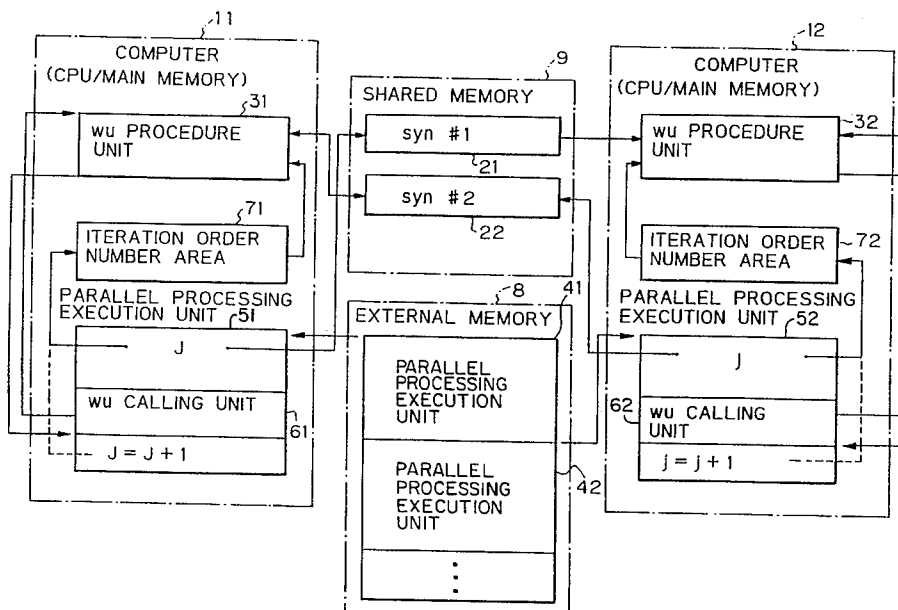 11
COMPUTER
(CPU/MAIN MEMORY)
31
wu PROCEDURE
UNIT
71
ITERATION ORDER
NUMBER AREA
PARALLEL PROCESSING
EXECUTION UNIT 51
J
wu CALLING UNIT
61
J = J + 1
9
SHARED MEMORY
syn #1
21
syn #2
22
8
EXTERNAL MEMORY
41
PARALLEL
PROCESSING
EXECUTION
UNIT
PARALLEL
PROCESSING
EXECUTION
UNIT
42
12
COMPUTER
(CPU/MAIN MEMORY)
32
wu PROCEDURE
UNIT
ITERATION ORDER
NUMBER AREA
72
PARALLEL PROCESSING
EXECUTION UNIT 52
J
62
wu CALLING
UNIT
j = j + 1